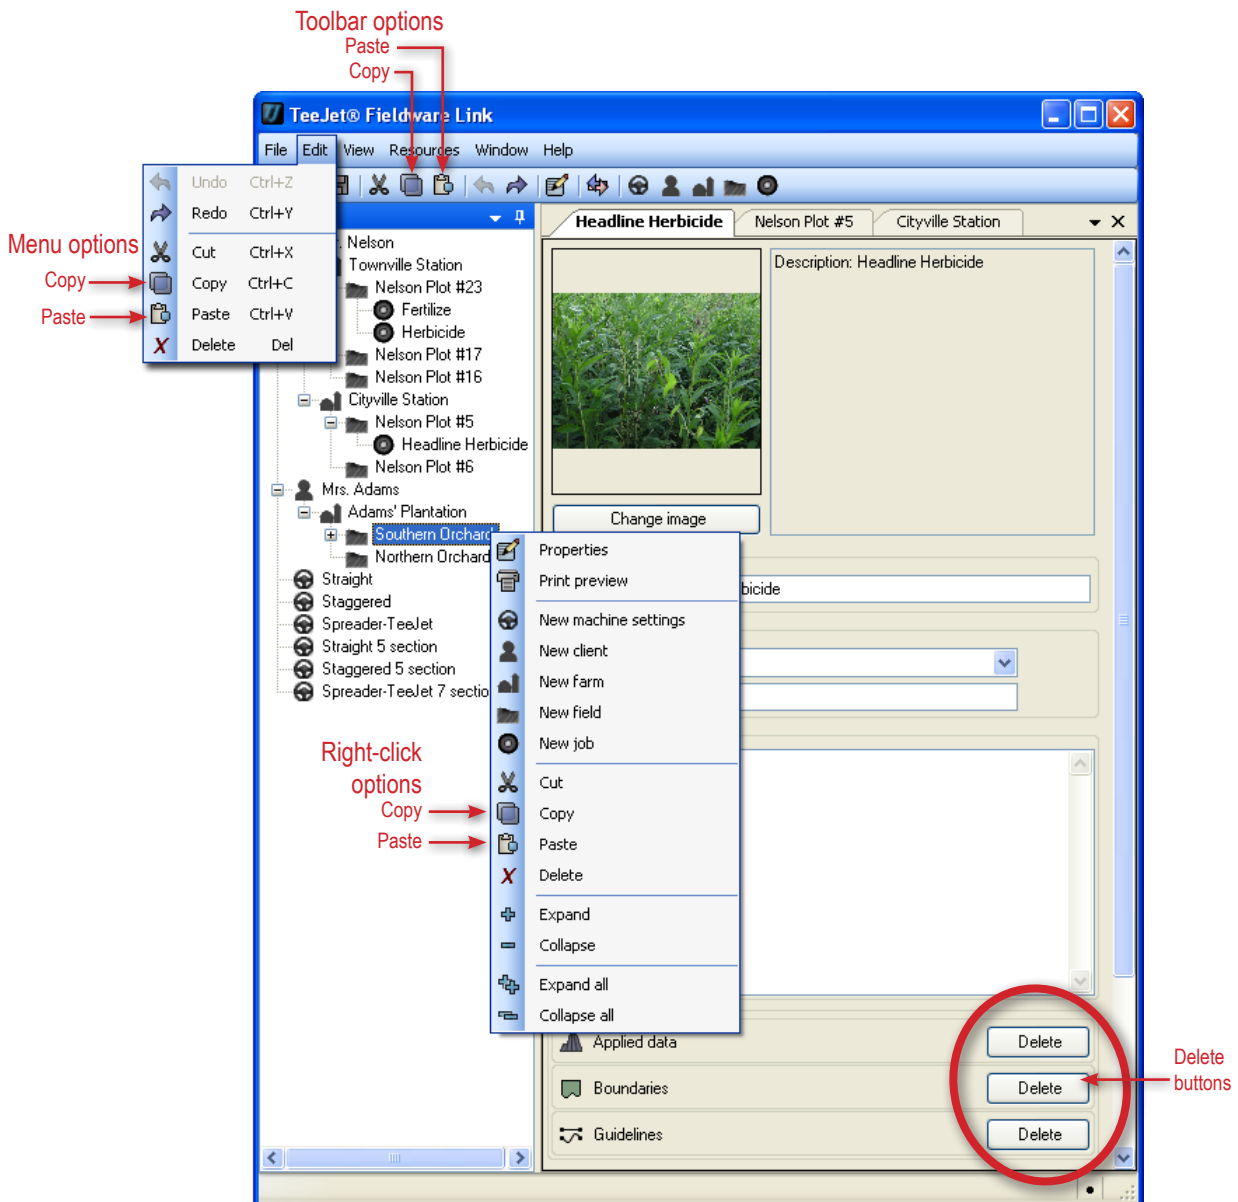 Toolbar options
Paste
Copy
TeeJet® Fieldware Link
File Edit View Resources Window Help
Undo Ctrl+Z
Redo Ctrl+Y
Cut Ctrl+X
Copy Ctrl+C
Paste Ctrl+V
Delete Del
Menu options
Copy
Paste
Headline Herbicide Nelson Plot #5 Cityville Station
Nelson
Townville Station
Nelson Plot #23
Fertilize
Herbicide
Nelson Plot #17
Nelson Plot #16
Cityville Station
Nelson Plot #5
Headline Herbicide
Nelson Plot #6
Mrs. Adams
Adams' Plantation
Southern Orchard
Northern Orchard
Straight
Staggered
Spreader-TeeJet
Straight 5 section
Staggered 5 section
Spreader-TeeJet 7 sectio
Description: Headline Herbicide
Change image
bicide
Properties
Print preview
New machine settings
New client
New farm
New field
New job
Cut
Copy
Paste
Delete
Expand
Collapse
Expand all
Collapse all
Right-click
options
Copy
Paste
Applied data Delete
Boundaries Delete
Guidelines Delete
Delete
buttons